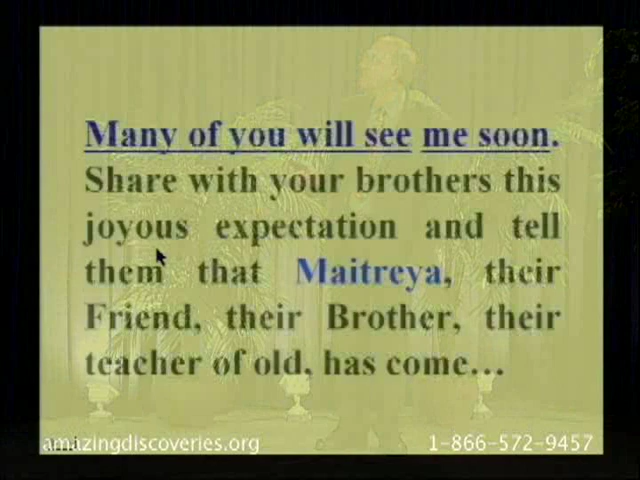 Many of you will see me soon.
Share with your brothers this
joyous expectation and tell
them that Maitreya, their
Friend, their Brother, their
teacher of old, has come...
amazingdiscoveries.org 1-866-572-9457